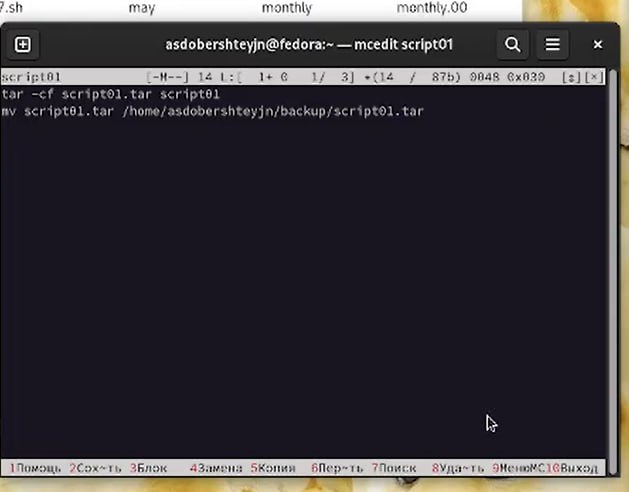 7.sh may monthly monthly.00
asdobershteyjn@fedora:~ — mcedit script01
script01 [-M--] 14 L:[ 1+ 0 1/ 3] *(14 / 87b) 0048 0x030 [↕][×]
tar -cf script01.tar script01
mv script01.tar /home/asdobershteyjn/backup/script01.tar
1Помощь 2Сох~ть 3Блок 4Замена 5Копия 6Пер~ть 7Поиск 8Уда~ть 9МенюMC10Выход